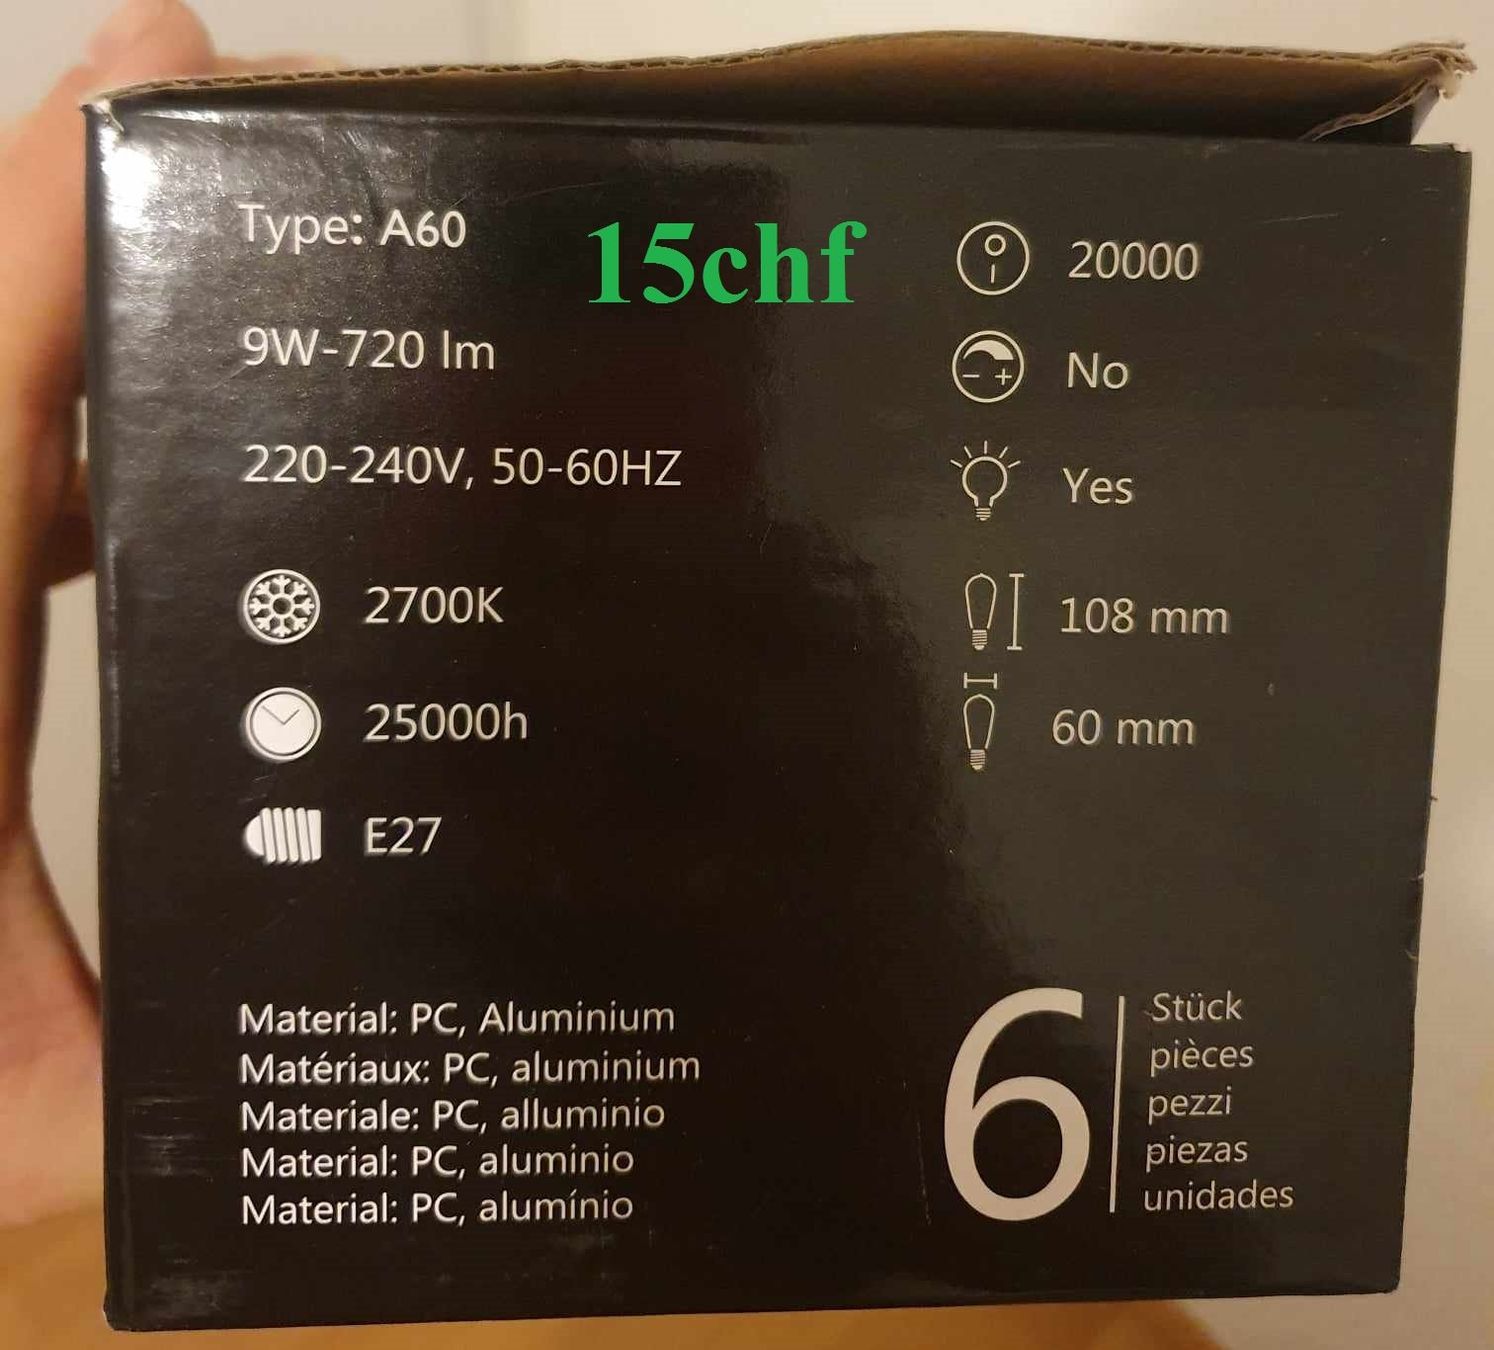 Type: A60
15chf
9W-720 lm
220-240V, 50-60HZ
2700K
25000h
E27
20000
No
- +
Yes
108 mm
60 mm
Material: PC, Aluminium
Matériaux: PC, aluminium
Materiale: PC, alluminio
Material: PC, aluminio
Material: PC, alumínio
6
Stück
pièces
pezzi
piezas
unidades